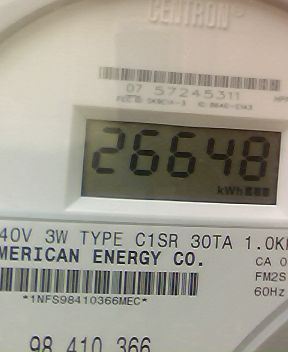 CENTRON®
07 57245311
26648
kWh
40V 3W TYPE C1SR 30TA 1.0K
MERICAN ENERGY CO.
CA 0
FM2S
60Hz
*1NFS98410366MEC*
98 410 366